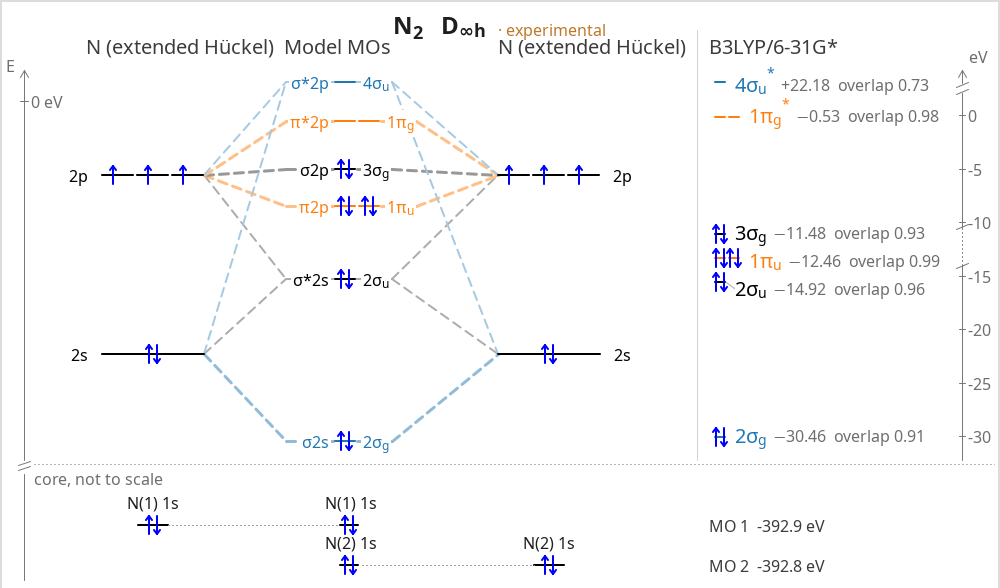 N₂ D∞h · experimental
N (extended Hückel) Model MOs N (extended Hückel) B3LYP/6-31G*
E eV
0 eV
σ*2p 4σu
4σu* +22.18 overlap 0.73
π*2p 1πg
1πg* −0.53 overlap 0.98
0
2p σ2p 3σg 2p
−5
π2p 1πu
−10
3σg −11.48 overlap 0.93
1πu −12.46 overlap 0.99
σ*2s 2σu
−15
2σu −14.92 overlap 0.96
−20
2s 2s
−25
σ2s 2σg
2σg −30.46 overlap 0.91
−30
core, not to scale
N(1) 1s N(1) 1s
MO 1 -392.9 eV
N(2) 1s N(2) 1s
MO 2 -392.8 eV